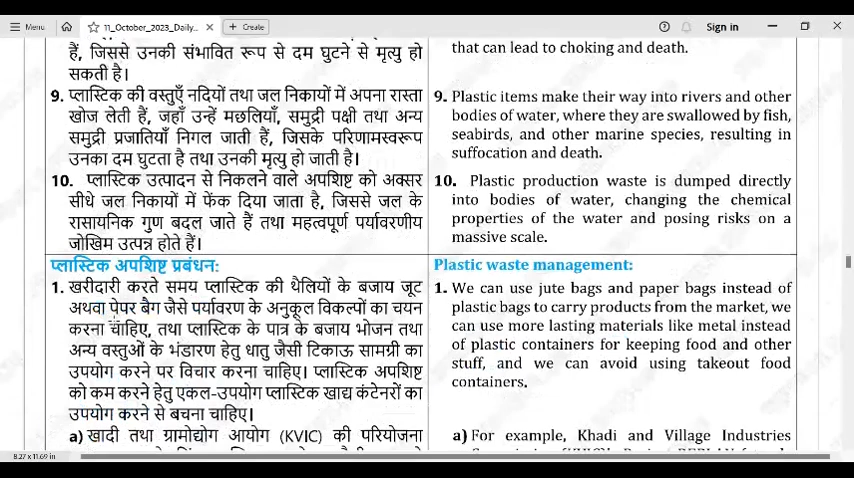 Menu
11_October_2023_Daily...
+ Create
Sign in
हैं, जिससे उनकी संभावित रूप से दम घुटने से मृत्यु हो
सकती है।
9. प्लास्टिक की वस्तुएँ नदियों तथा जल निकायों में अपना रास्ता
खोज लेती हैं, जहाँ उन्हें मछलियाँ, समुद्री पक्षी तथा अन्य
समुद्री प्रजातियाँ निगल जाती हैं, जिसके परिणामस्वरूप
उनका दम घुटता है तथा उनकी मृत्यु हो जाती है।
10. प्लास्टिक उत्पादन से निकलने वाले अपशिष्ट को अक्सर
सीधे जल निकायों में फेंक दिया जाता है, जिससे जल के
रासायनिक गुण बदल जाते हैं तथा महत्वपूर्ण पर्यावरणीय
जोखिम उत्पन्न होते हैं।
प्लास्टिक अपशिष्ट प्रबंधन:
1. खरीदारी करते समय प्लास्टिक की थैलियों के बजाय जूट
अथवा पेपर बैग जैसे पर्यावरण के अनुकूल विकल्पों का चयन
करना चाहिए, तथा प्लास्टिक के पात्र के बजाय भोजन तथा
अन्य वस्तुओं के भंडारण हेतु धातु जैसी टिकाऊ सामग्री का
उपयोग करने पर विचार करना चाहिए। प्लास्टिक अपशिष्ट
को कम करने हेतु एकल-उपयोग प्लास्टिक खाद्य कंटेनरों का
उपयोग करने से बचना चाहिए।
a) खादी तथा ग्रामोद्योग आयोग (KVIC) की परियोजना
that can lead to choking and death.
9. Plastic items make their way into rivers and other
bodies of water, where they are swallowed by fish,
seabirds, and other marine species, resulting in
suffocation and death.
10. Plastic production waste is dumped directly
into bodies of water, changing the chemical
properties of the water and posing risks on a
massive scale.
Plastic waste management:
1. We can use jute bags and paper bags instead of
plastic bags to carry products from the market, we
can use more lasting materials like metal instead
of plastic containers for keeping food and other
stuff, and we can avoid using takeout food
containers.
a) For example, Khadi and Village Industries
8.27 x 11.69 in